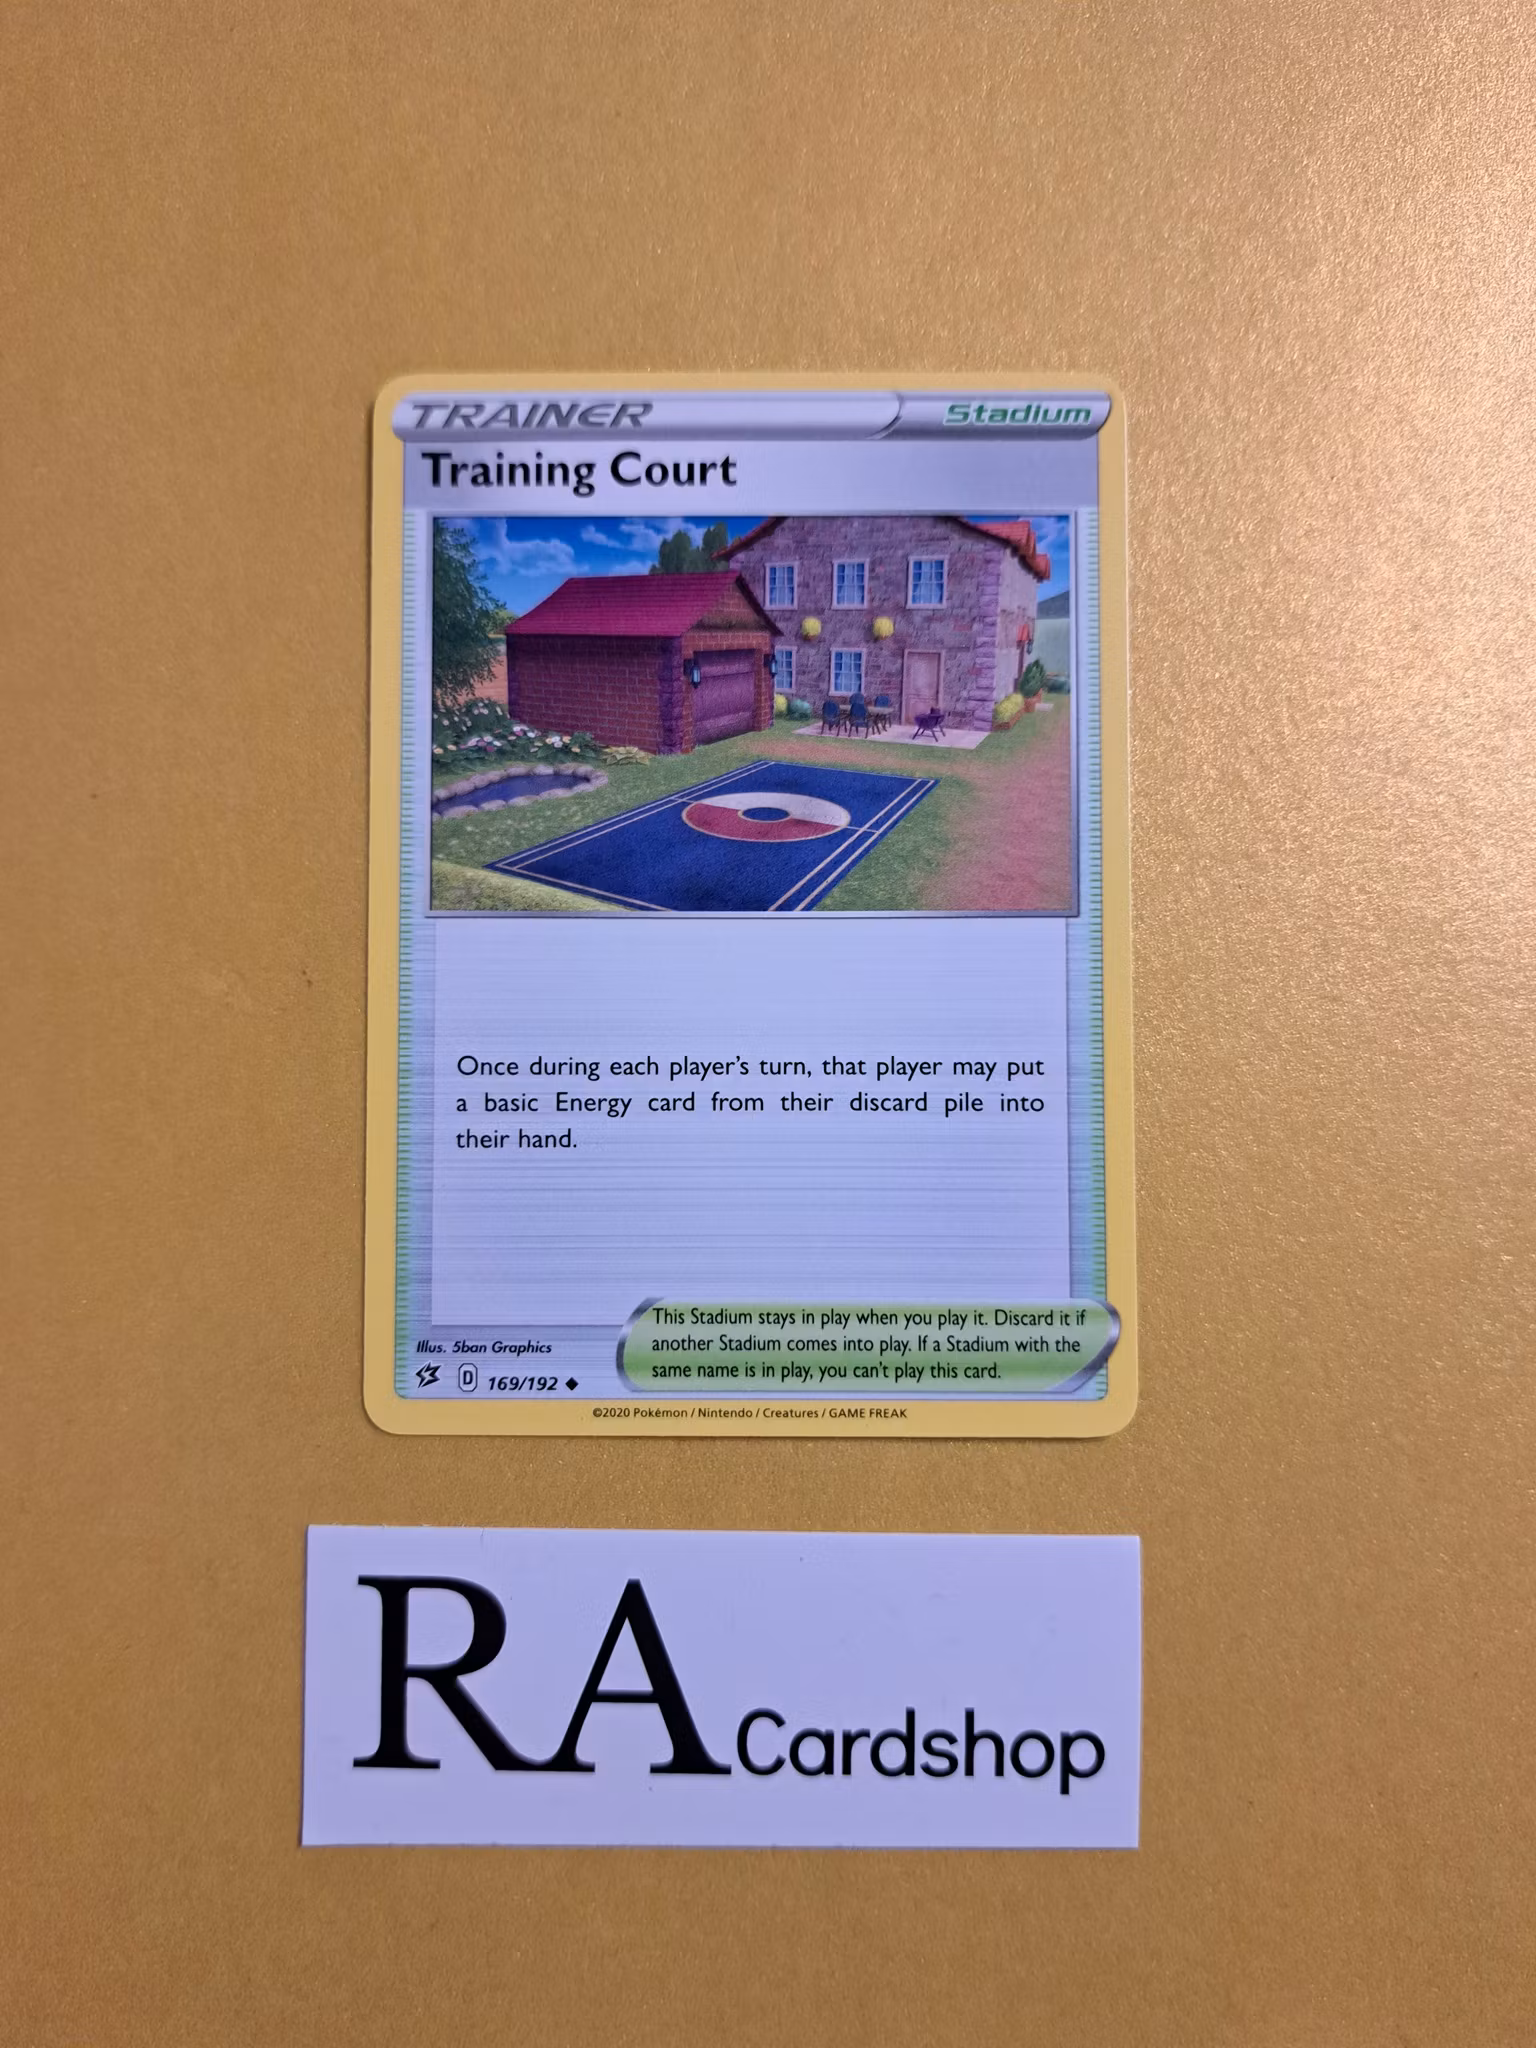 TRAINER
Stadium
Training Court
Once during each player's turn, that player may put
a basic Energy card from their discard pile into
their hand.
This Stadium stays in play when you play it. Discard it if
another Stadium comes into play. If a Stadium with the
same name is in play, you can't play this card.
Illus. 5ban Graphics
D 169/192 ◆
©2020 Pokémon / Nintendo / Creatures / GAME FREAK
RA Cardshop